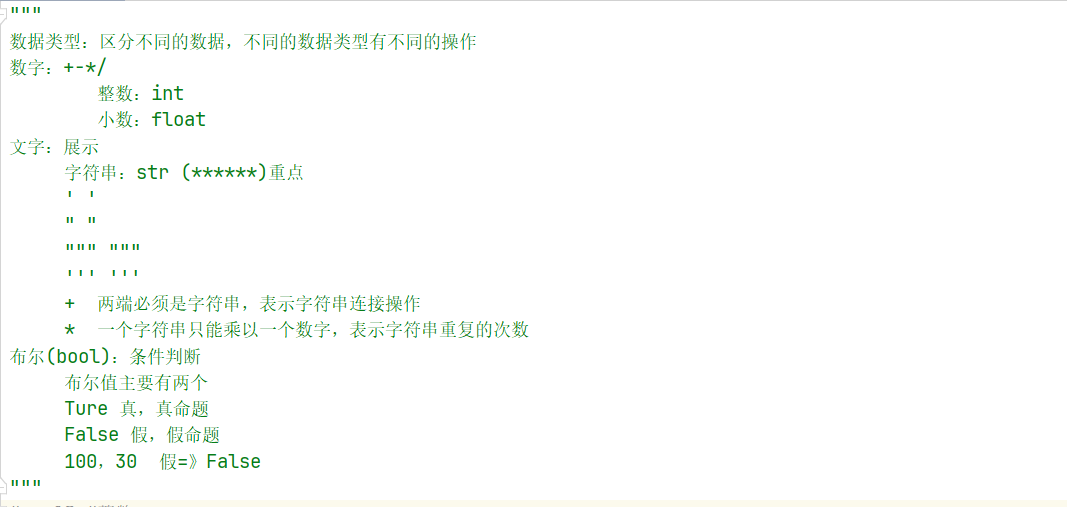 """
数据类型：区分不同的数据，不同的数据类型有不同的操作
数字：+-*/
整数：int
小数：float
文字：展示
字符串：str (******)重点
' '
" "
""" """
''' '''
+  两端必须是字符串，表示字符串连接操作
*  一个字符串只能乘以一个数字，表示字符串重复的次数
布尔(bool)：条件判断
布尔值主要有两个
Ture 真，真命题
False 假，假命题
100，30  假=》False
"""